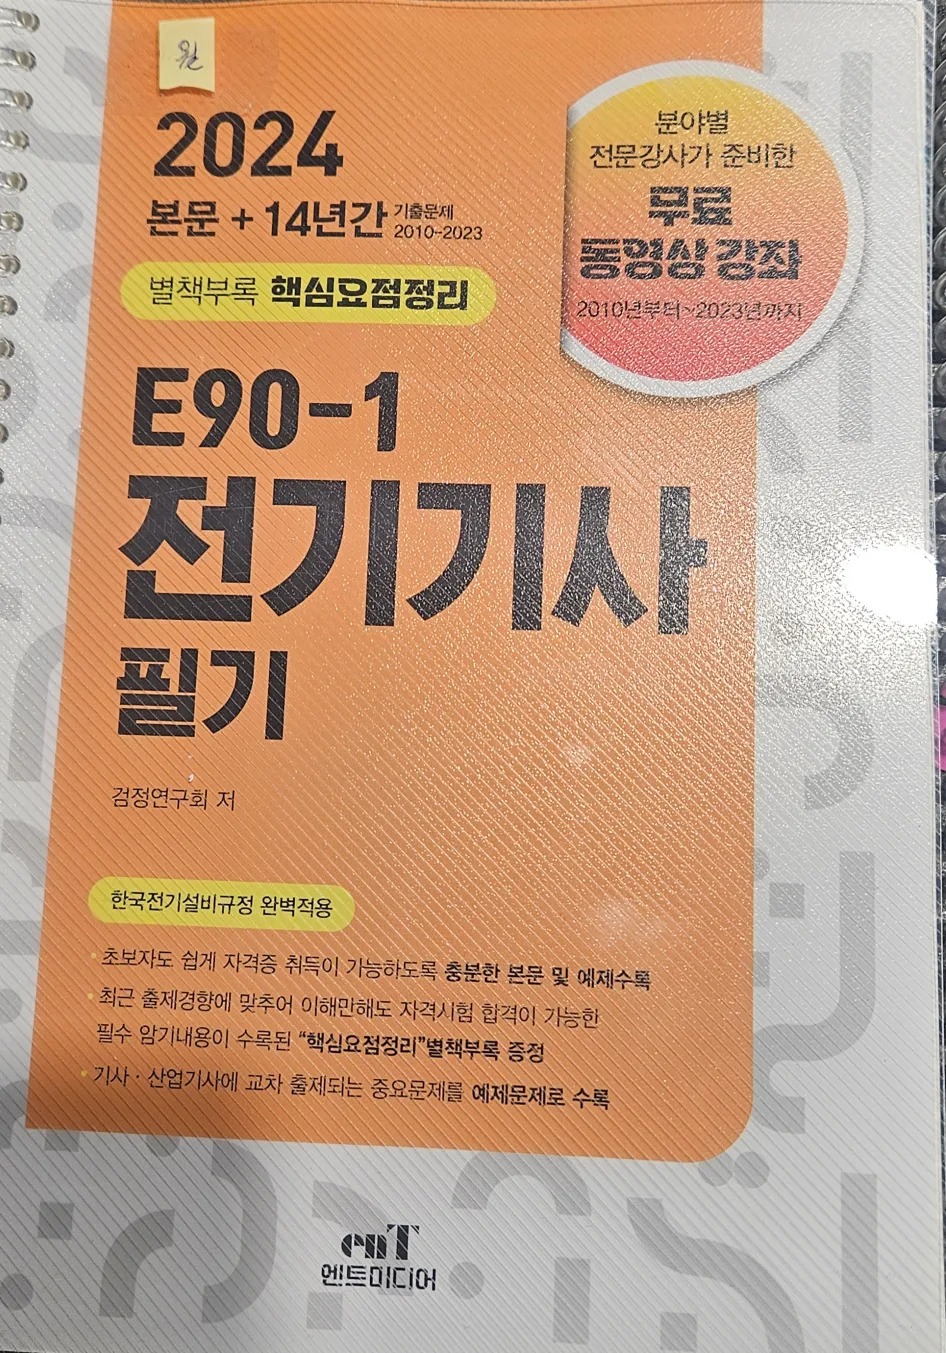 월
2024
본문 + 14년간 기출문제 2010-2023
별책부록 핵심요점정리
분야별
전문강사가 준비한
무료
동영상 강좌
2010년부터~2023년까지
E90-1
전기기사
필기
검정연구회 저
한국전기설비규정 완벽적용
• 초보자도 쉽게 자격증 취득이 가능하도록 충분한 본문 및 예제수록
• 최근 출제경향에 맞추어 이해만해도 자격시험 합격이 가능한
필수 암기내용이 수록된 “핵심요점정리”별책부록 증정
• 기사 · 산업기사에 교차 출제되는 중요문제를 예제문제로 수록
enT
엔트미디어